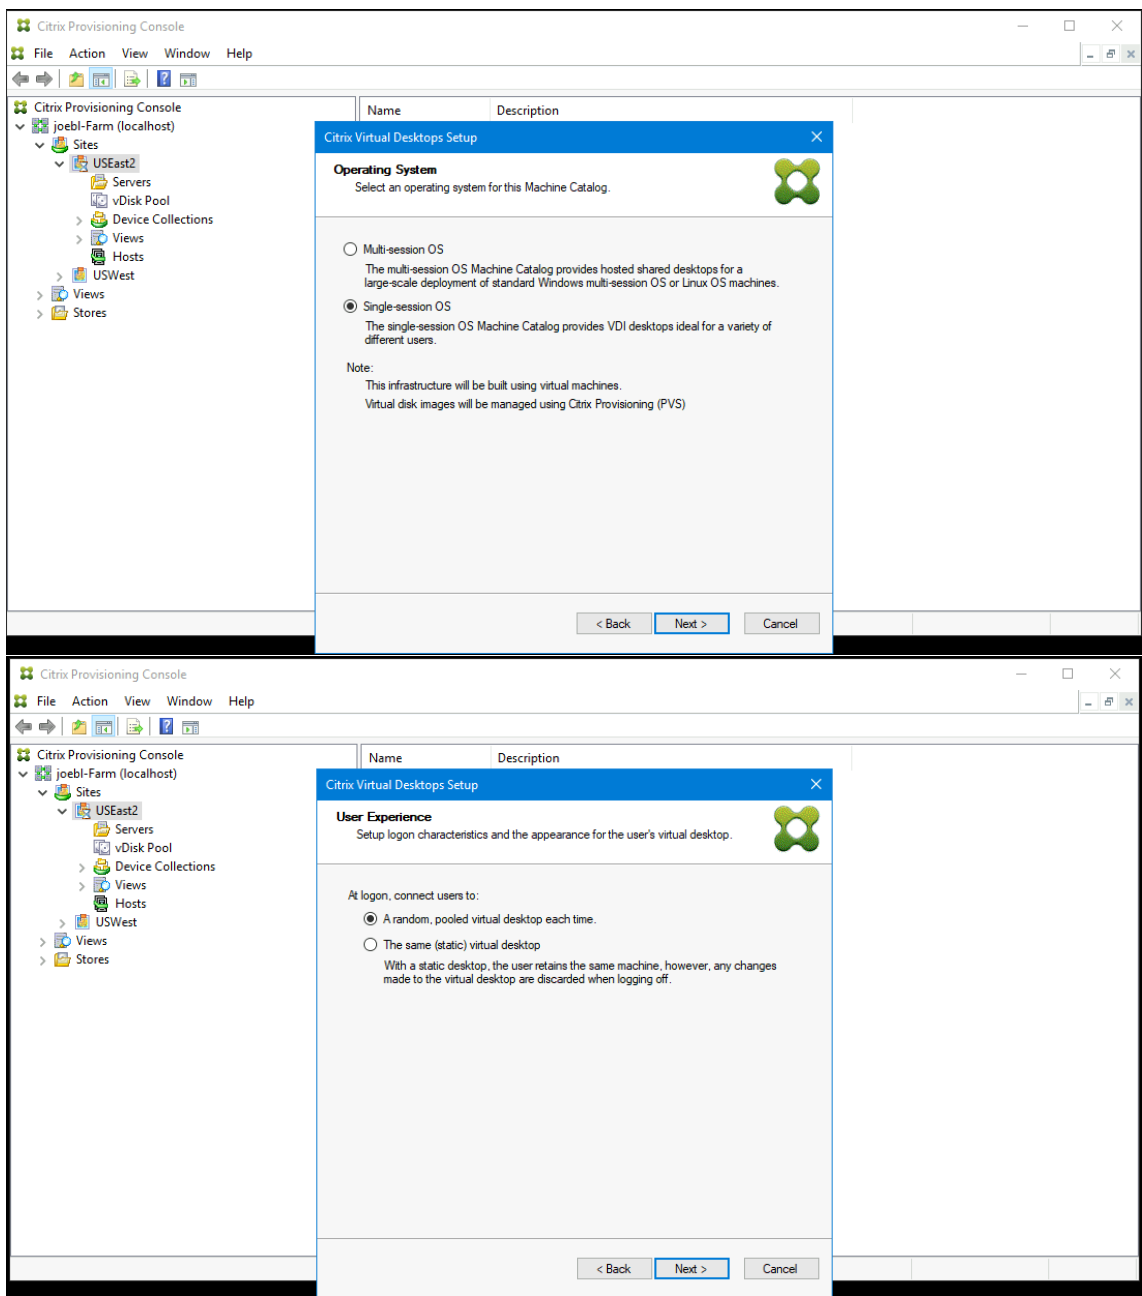 Citrix Provisioning Console
File Action View Window Help
Citrix Provisioning Console
joebl-Farm (localhost)
Sites
USEast2
Servers
vDisk Pool
Device Collections
Views
Hosts
USWest
Views
Stores
Name Description
Citrix Virtual Desktops Setup
Operating System
Select an operating system for this Machine Catalog.
Multi-session OS
The multi-session OS Machine Catalog provides hosted shared desktops for a
large-scale deployment of standard Windows multi-session OS or Linux OS machines.
Single-session OS
The single-session OS Machine Catalog provides VDI desktops ideal for a variety of
different users.
Note:
This infrastructure will be built using virtual machines.
Virtual disk images will be managed using Citrix Provisioning (PVS)
< Back Next > Cancel
Citrix Provisioning Console
File Action View Window Help
Citrix Provisioning Console
joebl-Farm (localhost)
Sites
USEast2
Servers
vDisk Pool
Device Collections
Views
Hosts
USWest
Views
Stores
Name Description
Citrix Virtual Desktops Setup
User Experience
Setup logon characteristics and the appearance for the user's virtual desktop.
At logon, connect users to:
A random, pooled virtual desktop each time.
The same (static) virtual desktop
With a static desktop, the user retains the same machine, however, any changes
made to the virtual desktop are discarded when logging off.
< Back Next > Cancel